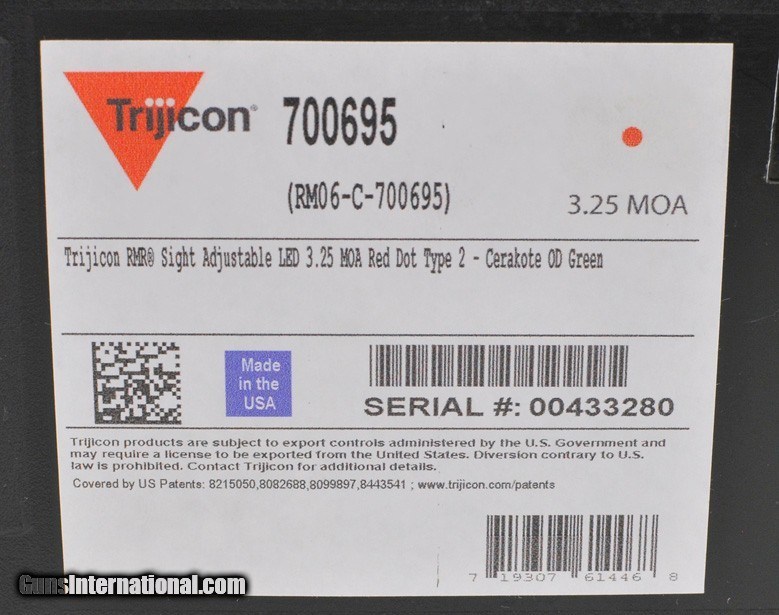 Trijicon®
700695
(RM06-C-700695)
3.25 MOA
Trijicon RMR® Sight Adjustable LED 3.25 MOA Red Dot Type 2 - Cerakote OD Green
Made
in the
USA
SERIAL #: 00433280
Trijicon products are subject to export controls administered by the U.S. Government and
may require a license to be exported from the United States. Diversion contrary to U.S.
law is prohibited. Contact Trijicon for additional details.
Covered by US Patents: 8215050,8082688,8099897,8443541 ; www.trijicon.com/patents
7 19307 61446 8
GunsInternational.com